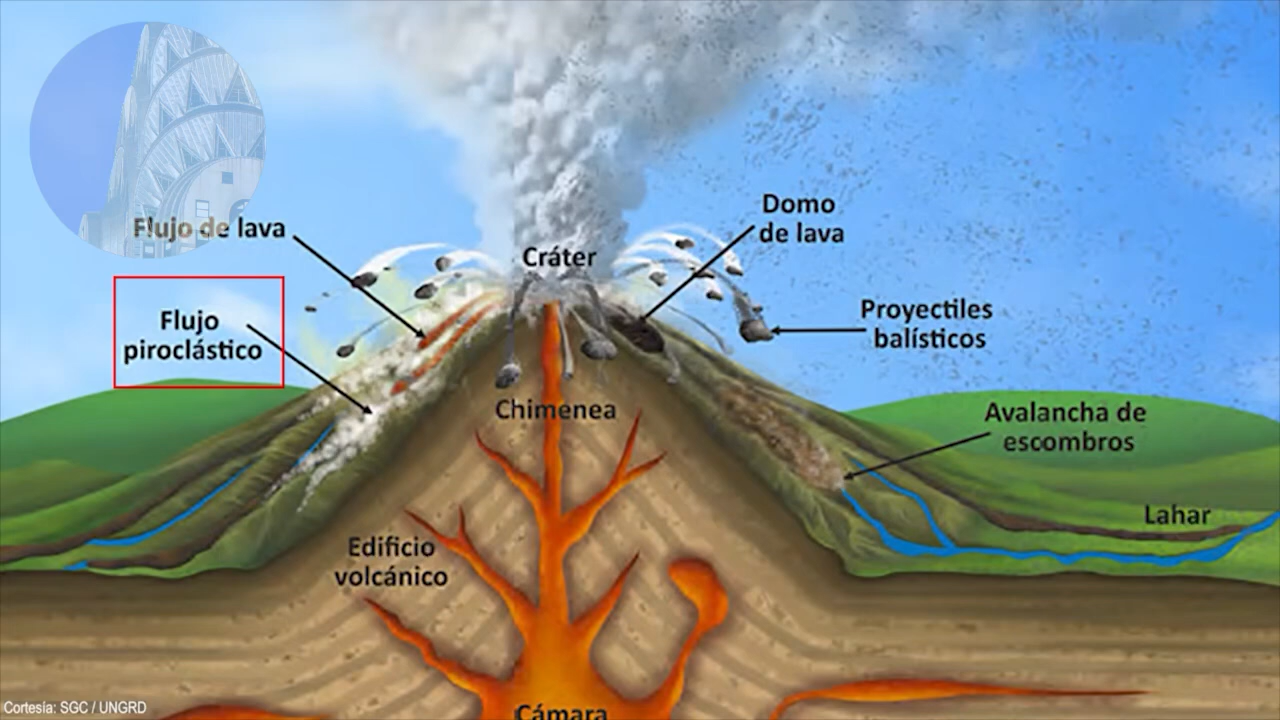 Flujo de lava
Domo
de lava
Cráter
Flujo
piroclástico
Proyectiles
balísticos
Chimenea
Avalancha de
escombros
Lahar
Edificio
volcánico
Cámara
Cortesía: SGC / UNGRD